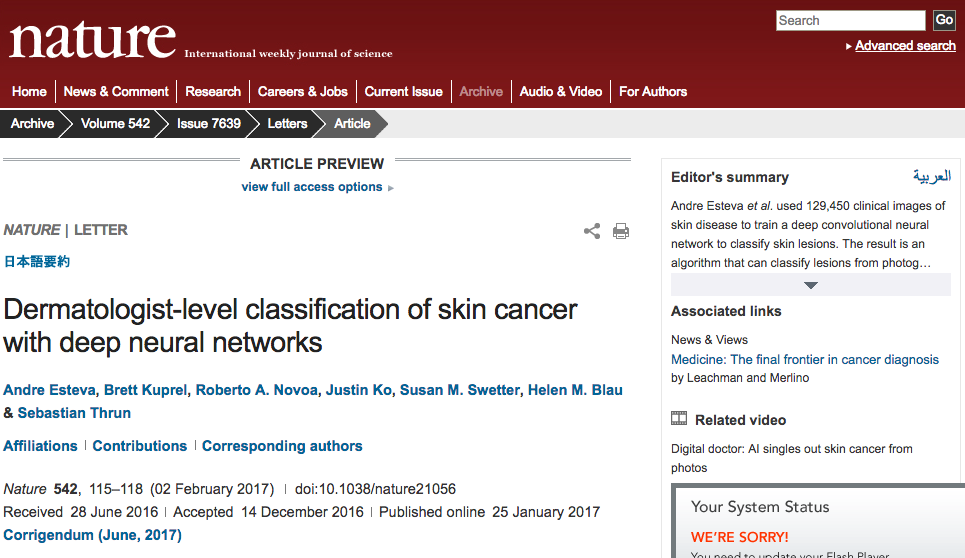 nature International weekly journal of science
Search Go
Advanced search
Home News & Comment Research Careers & Jobs Current Issue Archive Audio & Video For Authors
Archive Volume 542 Issue 7639 Letters Article
ARTICLE PREVIEW
view full access options
NATURE | LETTER
日本語要約
Dermatologist-level classification of skin cancer
with deep neural networks
Andre Esteva, Brett Kuprel, Roberto A. Novoa, Justin Ko, Susan M. Swetter, Helen M. Blau
& Sebastian Thrun
Affiliations | Contributions | Corresponding authors
Nature 542, 115–118 (02 February 2017) | doi:10.1038/nature21056
Received 28 June 2016 | Accepted 14 December 2016 | Published online 25 January 2017
Corrigendum (June, 2017)
Editor's summary
العربية
Andre Esteva et al. used 129,450 clinical images of
skin disease to train a deep convolutional neural
network to classify skin lesions. The result is an
algorithm that can classify lesions from photog…
Associated links
News & Views
Medicine: The final frontier in cancer diagnosis
by Leachman and Merlino
Related video
Digital doctor: AI singles out skin cancer from
photos
Your System Status
WE'RE SORRY!
You need to update your Flash Player